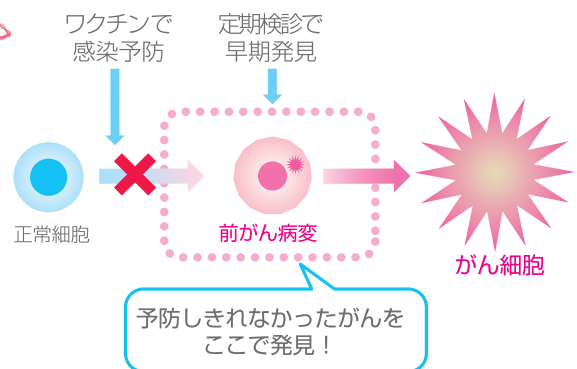 ワクチンで
感染予防
定期検診で
早期発見
正常細胞
前がん病変
がん細胞
予防しきれなかったがんを
ここで発見！